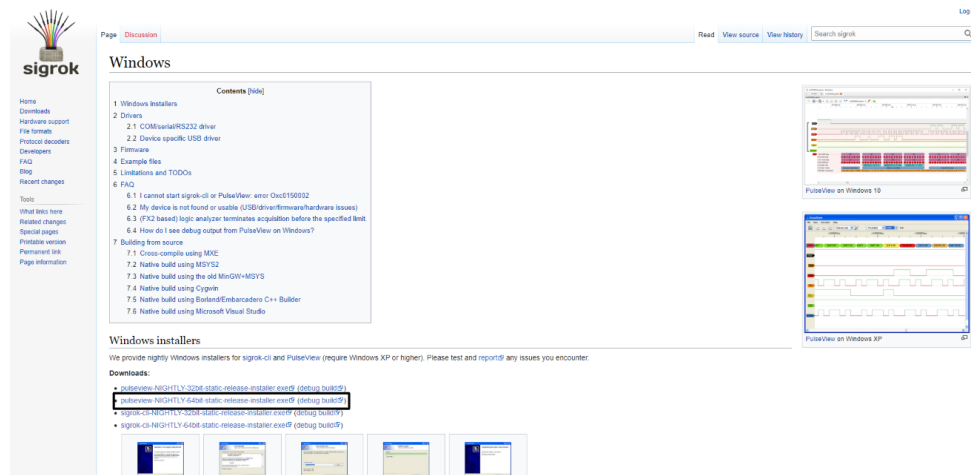 Log
sigrok
Page Discussion
Read View source View history Search sigrok
Windows
Home
Downloads
Hardware support
File formats
Protocol decoders
Developers
FAQ
Blog
Recent changes
Tools
What links here
Related changes
Special pages
Printable version
Permanent link
Page information
Contents [hide]
1 Windows installers
2 Drivers
2.1 COM/serial/RS232 driver
2.2 Device specific USB driver
3 Firmware
4 Example files
5 Limitations and TODOs
6 FAQ
6.1 I cannot start sigrok-cli or PulseView: error Oxc0150002
6.2 My device is not found or usable (USB/driver/firmware/hardware issues)
6.3 (FX2 based) logic analyzer terminates acquisition before the specified limit
6.4 How do I see debug output from PulseView on Windows?
7 Building from source
7.1 Cross-compile using MXE
7.2 Native build using MSYS2
7.3 Native build using the old MinGW+MSYS
7.4 Native build using Cygwin
7.5 Native build using Borland/Embarcadero C++ Builder
7.6 Native build using Microsoft Visual Studio
PulseView on Windows 10
PulseView on Windows XP
Windows installers
We provide nightly Windows installers for sigrok-cli and PulseView (require Windows XP or higher). Please test and report any issues you encounter.
Downloads:
pulseview-NIGHTLY-32bit-static-release-installer.exe (debug build)
pulseview-NIGHTLY-64bit-static-release-installer.exe (debug build)
sigrok-cli-NIGHTLY-32bit-static-release-installer.exe (debug build)
sigrok-cli-NIGHTLY-64bit-static-release-installer.exe (debug build)